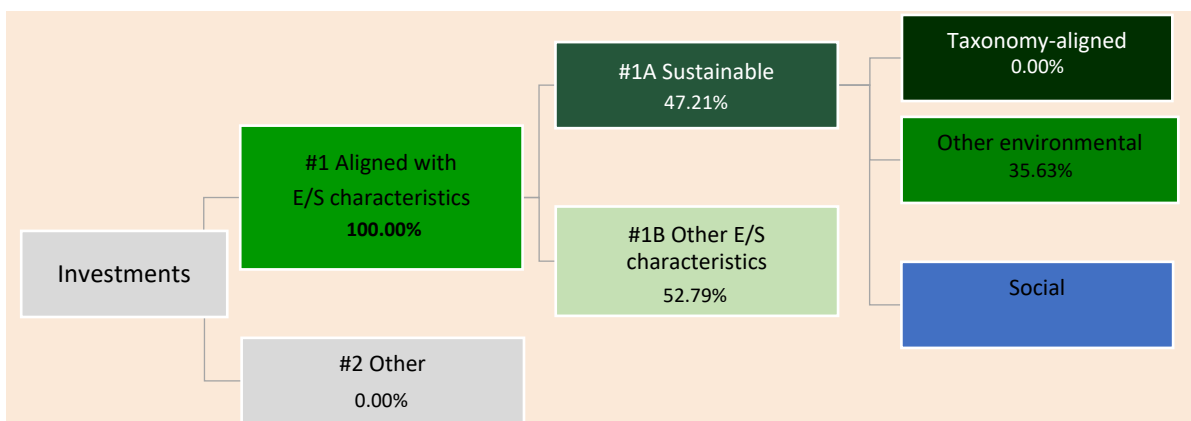 Investments
#1 Aligned with
E/S characteristics
100.00%
#2 Other
0.00%
#1A Sustainable
47.21%
#1B Other E/S
characteristics
52.79%
Taxonomy-aligned
0.00%
Other environmental
35.63%
Social